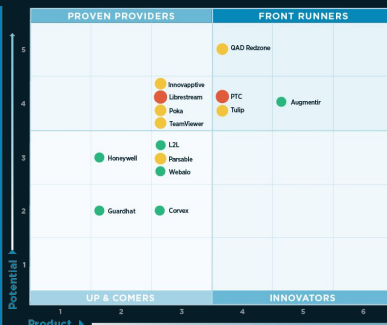 PROVEN PROVIDERS
FRONT RUNNERS
5
QAD Redzone
Innovapptive
4
Librestream
PTC
Augmentir
Poka
Tulip
TeamViewer
L2L
3
Honeywell
Parsable
Webalo
2
Guardhat
Corvex
1
Potential
UP & COMERS
INNOVATORS
1
2
3
4
5
6
Product